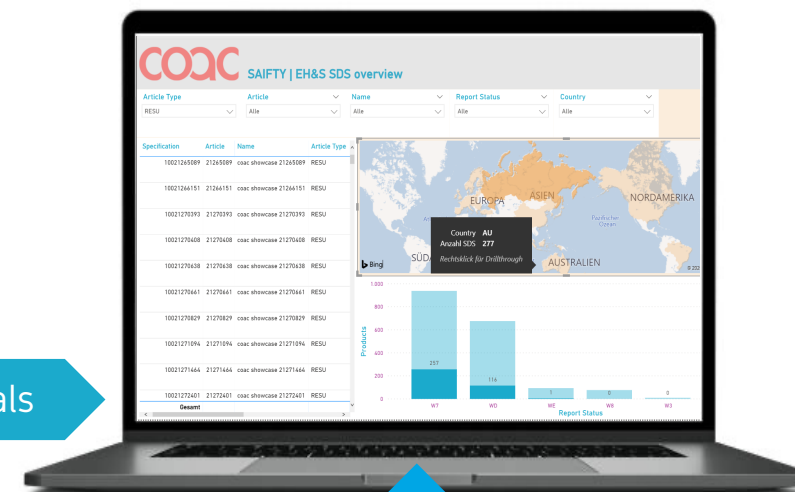 coac
SAIFTY | EH&S SDS overview
Article Type Article Name Report Status Country
RESU Alle Alle Alle Alle
Specification Article Name Article Type
10021265089 21265089 coac showcase 21265089 RESU
10021266151 21266151 coac showcase 21266151 RESU
10021270393 21270393 coac showcase 21270393 RESU
10021270408 21270408 coac showcase 21270408 RESU
10021270638 21270638 coac showcase 21270638 RESU
10021270661 21270661 coac showcase 21270661 RESU
10021270829 21270829 coac showcase 21270829 RESU
10021271094 21271094 coac showcase 21271094 RESU
10021271466 21271466 coac showcase 21271466 RESU
10021272401 21272401 coac showcase 21272401 RESU
Gesamt
EUROPA
ASIEN
NORDAMERIKA
Pazifischer
Ozean
Country AU
Anzahl SDS 277
Rechtsklick für Drillthrough
SÜD
AUSTRALIEN
Bing
© 202
Products
1.000
800
600
400
200
0
257
116
1
0
0
W7 WD WE W8 W3
Report Status
als